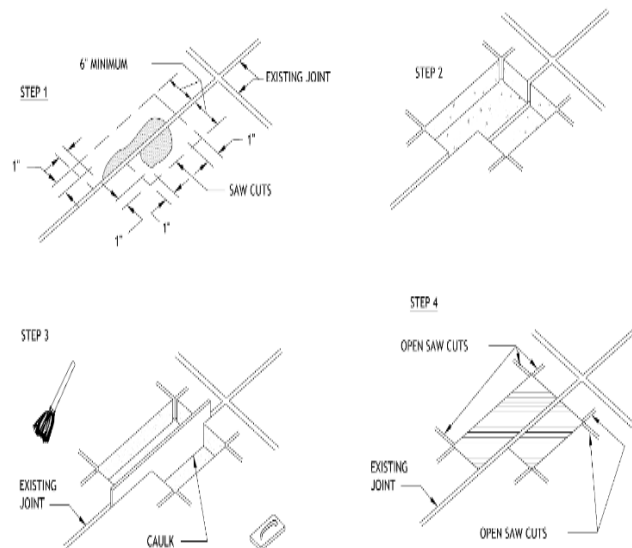 STEP 1
6" MINIMUM
EXISTING JOINT
1"
1"
SAW CUTS
1"
1"
STEP 2
STEP 3
EXISTING
JOINT
CAULK
STEP 4
OPEN SAW CUTS
EXISTING
JOINT
OPEN SAW CUTS